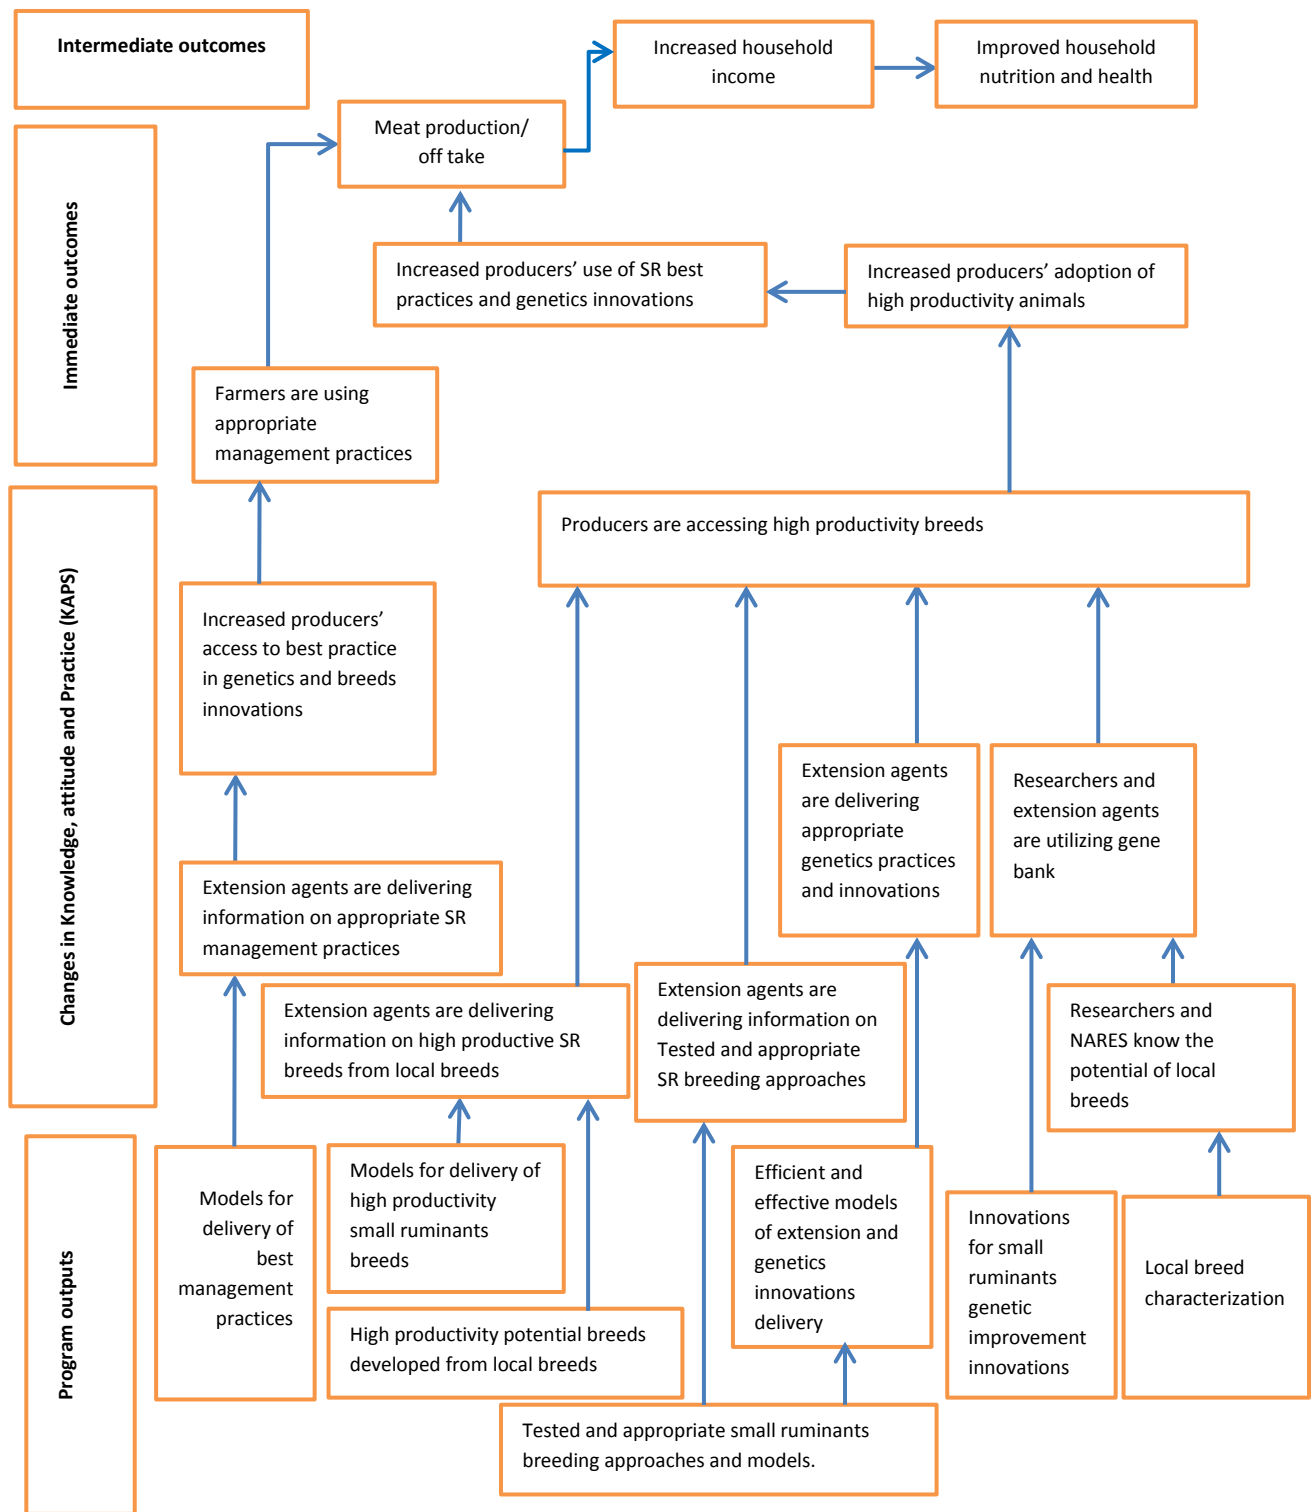 Intermediate outcomes
Increased household
income
Improved household
nutrition and health
Meat production/
off take
Immediate outcomes
Increased producers’ use of SR best
practices and genetics innovations
Increased producers’ adoption of
high productivity animals
Farmers are using
appropriate
management practices
Changes in Knowledge, attitude and Practice (KAPS)
Producers are accessing high productivity breeds
Increased producers’
access to best practice
in genetics and breeds
innovations
Extension agents
are delivering
appropriate
genetics practices
and innovations
Researchers and
extension agents
are utilizing gene
bank
Extension agents are delivering
information on appropriate SR
management practices
Extension agents are delivering
information on high productive SR
breeds from local breeds
Extension agents are
delivering information on
Tested and appropriate
SR breeding approaches
Researchers and
NARES know the
potential of local
breeds
Program outputs
Models for
delivery of
best
management
practices
Models for delivery of
high productivity
small ruminants
breeds
High productivity potential breeds
developed from local breeds
Efficient and
effective models
of extension and
genetics
innovations
delivery
Innovations
for small
ruminants
genetic
improvement
innovations
Local breed
characterization
Tested and appropriate small ruminants
breeding approaches and models.